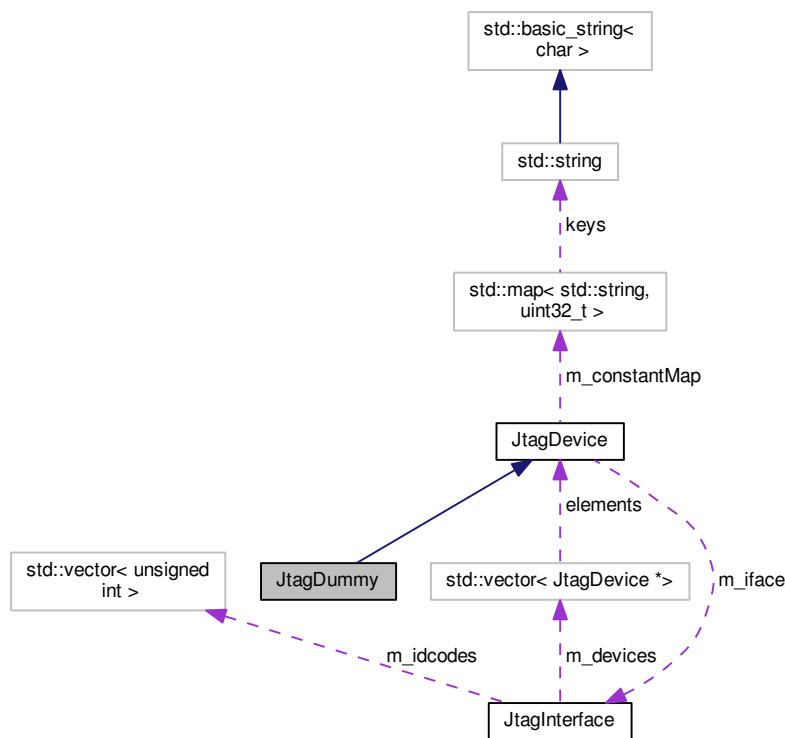 std::basic_string<
char >
std::string
keys
std::map< std::string,
uint32_t >
m_constantMap
JtagDevice
elements
std::vector< unsigned
int >
JtagDummy
std::vector< JtagDevice *>
m_iface
m_idcodes
m_devices
JtagInterface